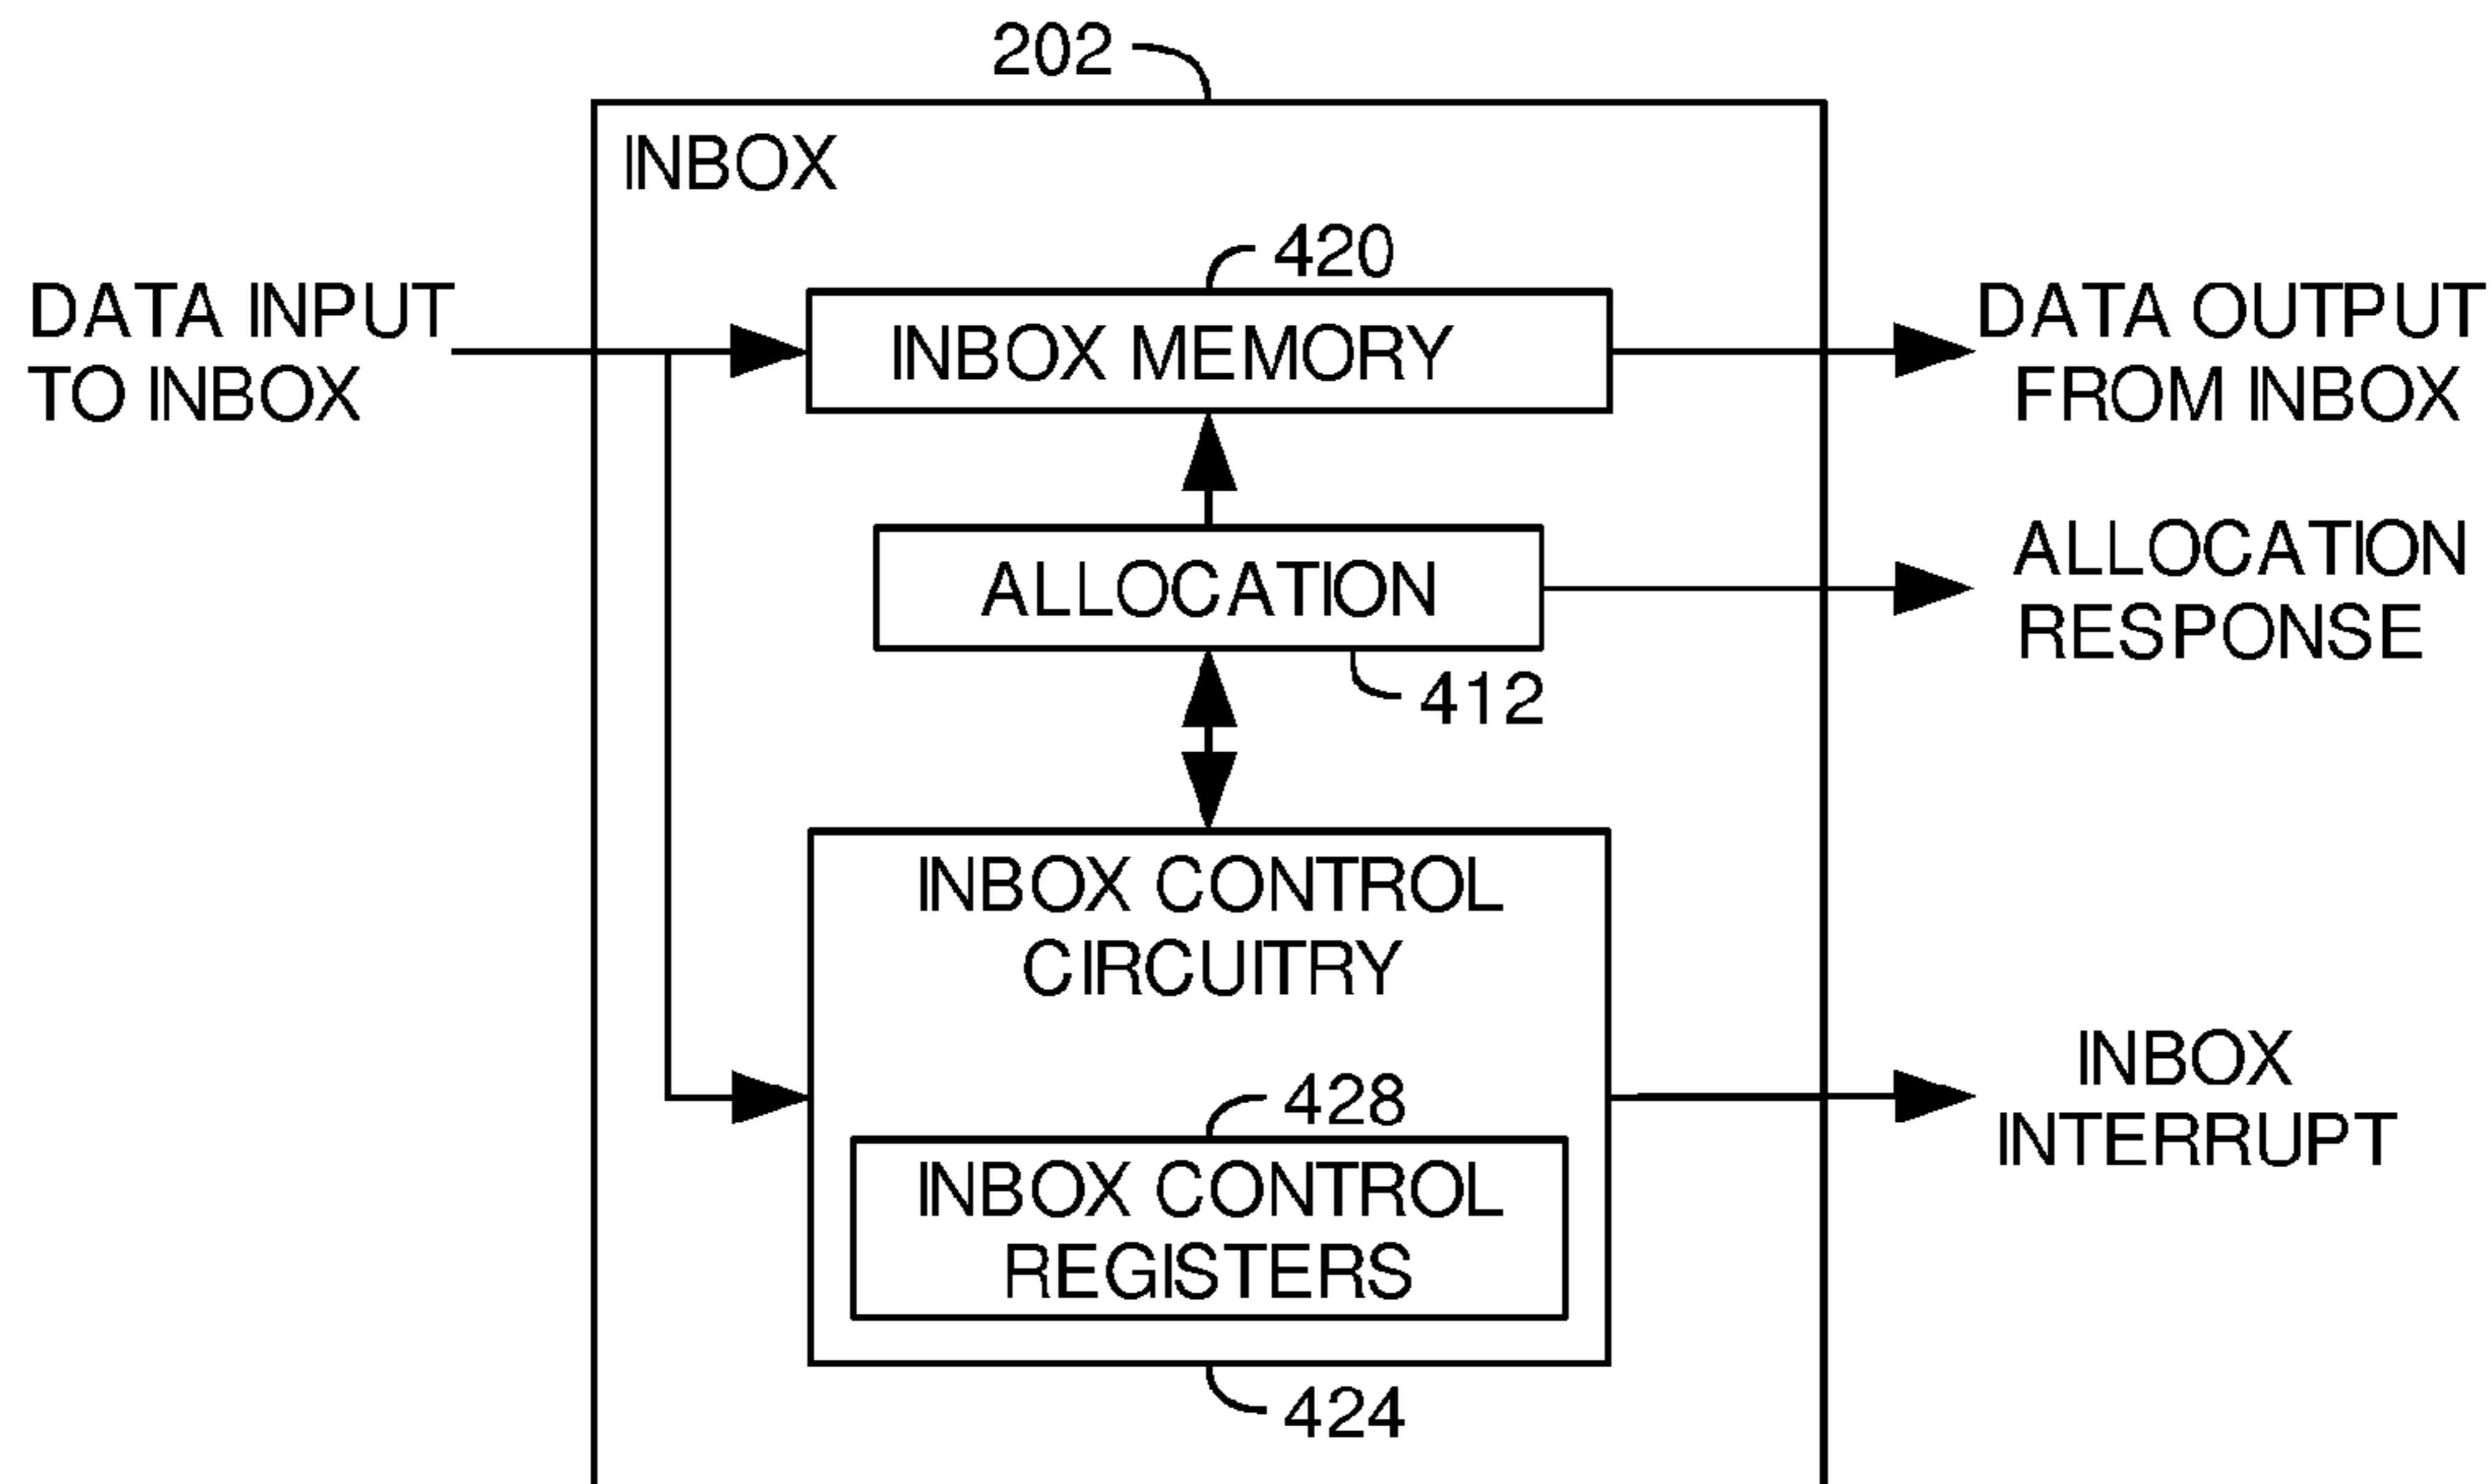 202
INBOX
420
DATA INPUT
TO INBOX
INBOX MEMORY
DATA OUTPUT
FROM INBOX
ALLOCATION
412
ALLOCATION
RESPONSE
INBOX CONTROL
CIRCUITRY
428
INBOX CONTROL
REGISTERS
424
INBOX
INTERRUPT